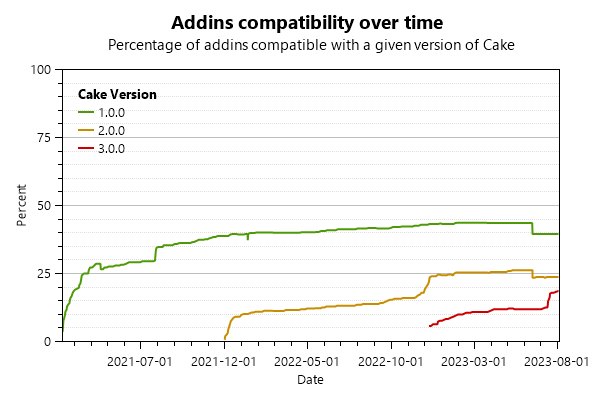 Addins compatibility over time
Percentage of addins compatible with a given version of Cake
100
75
50
25
0
Percent
Cake Version
1.0.0
2.0.0
3.0.0
2021-07-01 2021-12-01 2022-05-01 2022-10-01 2023-03-01 2023-08-01
Date